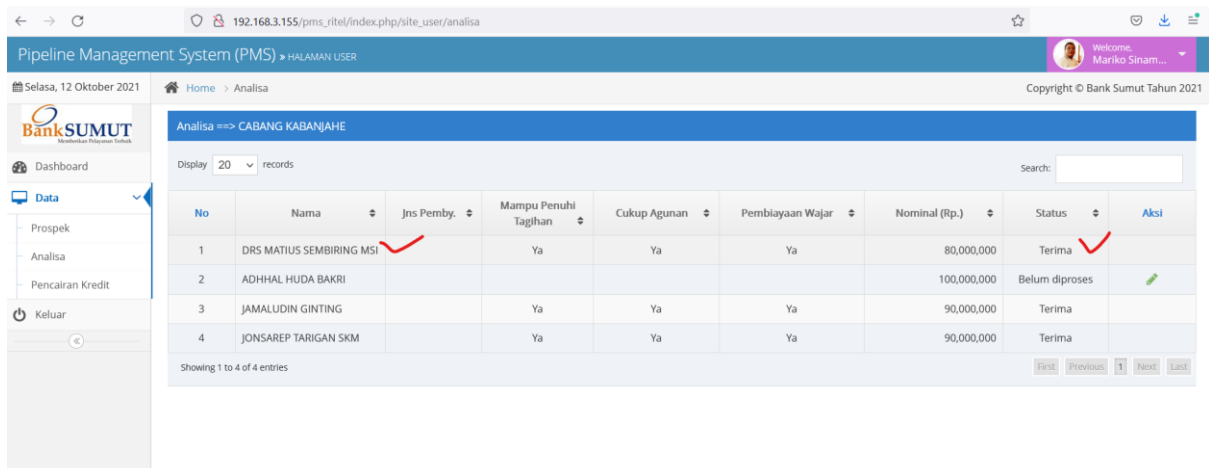 192.168.3.155/pms_ritel/index.php/site_user/analisa
Pipeline Management System (PMS) » HALAMAN USER
Welcome,
Mariko Sinam...
Selasa, 12 Oktober 2021
Home > Analisa
Copyright © Bank Sumut Tahun 2021
BankSUMUT
Memberikan Pelayanan Terbaik
Analisa ==> CABANG KABANJAHE
Dashboard
Data
Prospek
Analisa
Pencairan Kredit
Keluar
Display 20 records
Search:
No Nama Jns Pemby. Mampu Penuhi Tagihan Cukup Agunan Pembiayaan Wajar Nominal (Rp.) Status Aksi
1 DRS MATIUS SEMBIRING MSI Ya Ya Ya 80,000,000 Terima
2 ADHHAL HUDA BAKRI 100,000,000 Belum diproses
3 JAMALUDIN GINTING Ya Ya Ya 90,000,000 Terima
4 JONSAREP TARIGAN SKM Ya Ya Ya 90,000,000 Terima
Showing 1 to 4 of 4 entries
First Previous 1 Next Last